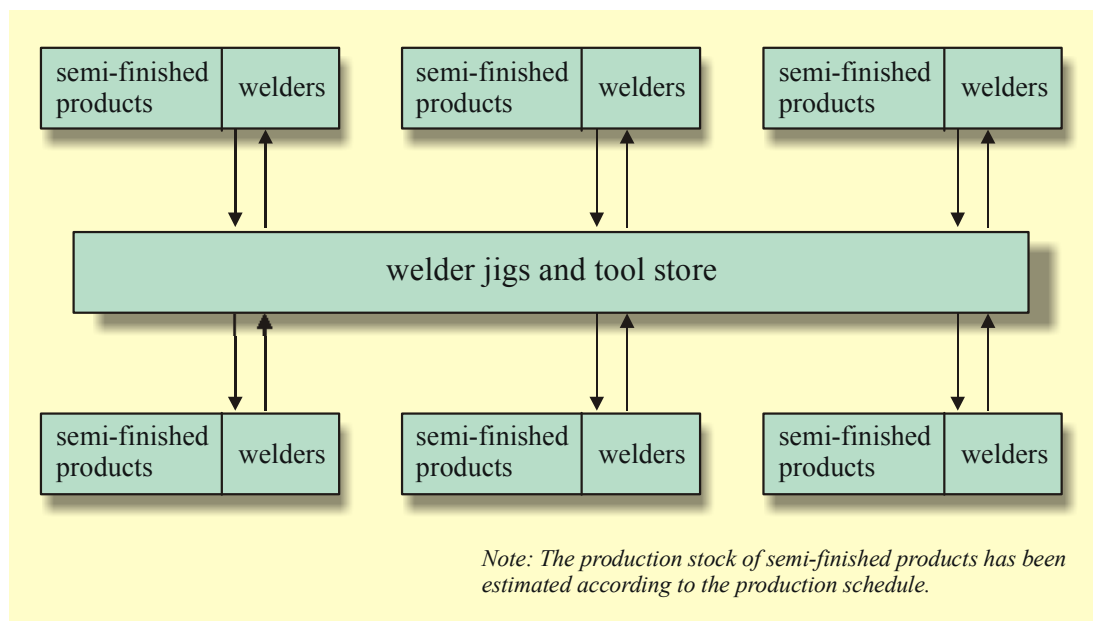 semi-finished
products
welders
semi-finished
products
welders
semi-finished
products
welders
welder jigs and tool store
semi-finished
products
welders
semi-finished
products
welders
semi-finished
products
welders
Note: The production stock of semi-finished products has been
estimated according to the production schedule.